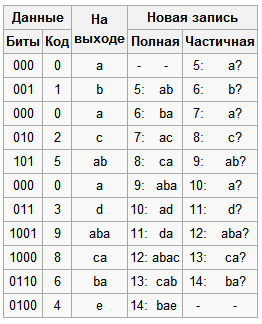 Данные На выходе Новая запись
Биты Код Полная Частичная
000 0 a - - 5: a?
001 1 b 5: ab 6: b?
000 0 a 6: ba 7: a?
010 2 c 7: ac 8: c?
101 5 ab 8: ca 9: ab?
000 0 a 9: aba 10: a?
011 3 d 10: ad 11: d?
1001 9 aba 11: da 12: aba?
1000 8 ca 12: abac 13: ca?
0110 6 ba 13: cab 14: ba?
0100 4 e 14: bae - -